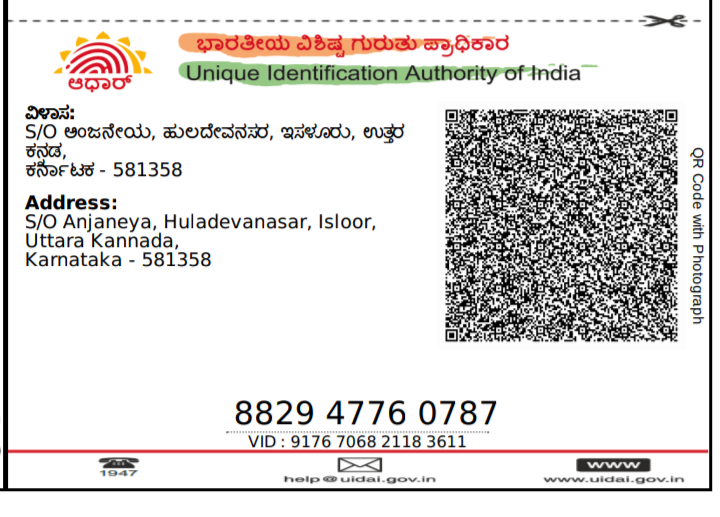 ಭಾರತೀಯ ವಿಶಿಷ್ಟ ಗುರುತು ಪ್ರಾಧಿಕಾರ
Unique Identification Authority of India
ಆಧಾರ್
ವಿಳಾಸ:
S/O ಆಂಜನೇಯ, ಹುಲದೇವನಸರ, ಇಸಳೂರು, ಉತ್ತರ
ಕನ್ನಡ,
ಕರ್ನಾಟಕ - 581358
Address:
S/O Anjaneya, Huladevanasar, Isloor,
Uttara Kannada,
Karnataka - 581358
QR Code with Photograph
8829 4776 0787
VID : 9176 7068 2118 3611
1947
help@uidai.gov.in
www
www.uidai.gov.in